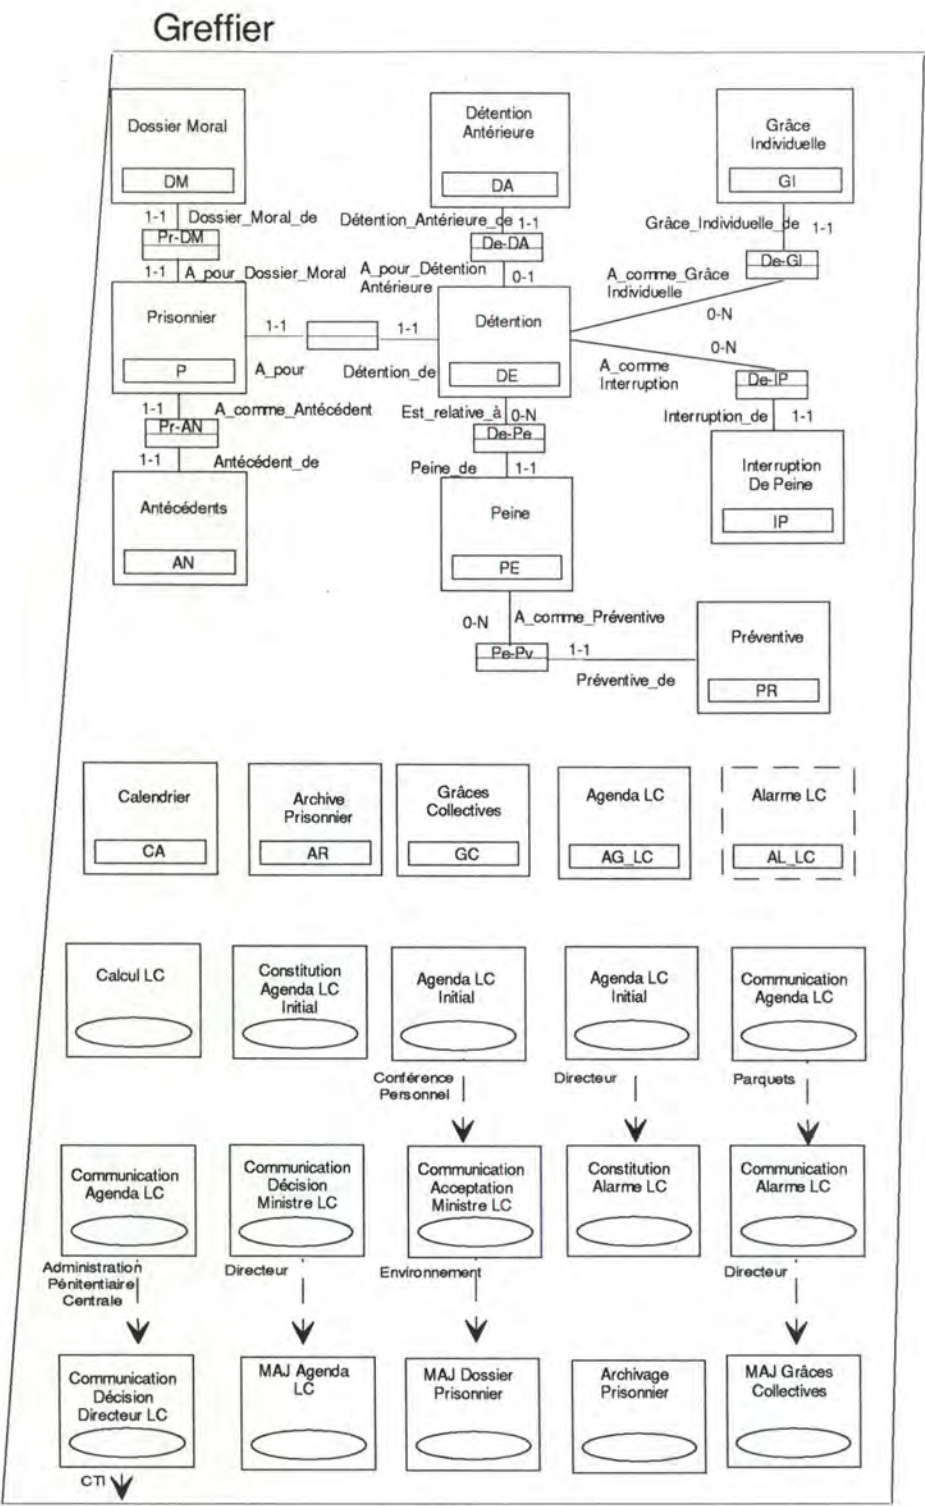 Greffier
Dossier Moral
DM
Détention
Antérieure
DA
Grâce
Individuelle
GI
1-1
Dossier_Moral_de
Détention_Antérieure_de
1-1
Grâce_Individuelle_de
1-1
Pr-DM
De-DA
De-GI
1-1
A_pour_Dossier_Moral
A_pour_Détention
Antérieure
0-1
A_comme_Grâce
Individuelle
0-N
Prisonnier
P
1-1
1-1
A_pour
Détention_de
Détention
DE
0-N
A_comme
Interruption
De-IP
1-1
A_comme_Antécédent
Est_relative_à
0-N
Interruption_de
1-1
Pr-AN
De-Pe
1-1
Antécédent_de
Peine_de
1-1
Antécédents
AN
Peine
PE
Interruption
De Peine
IP
0-N
A_comme_Préventive
Pe-Pv
1-1
Préventive_de
Préventive
PR
Calendrier
CA
Archive
Prisonnier
AR
Grâces
Collectives
GC
Agenda LC
AG_LC
Alarme LC
AL_LC
Calcul LC
Constitution
Agenda LC
Initial
Agenda LC
Initial
Agenda LC
Initial
Communication
Agenda LC
Conférence
Personnel
Directeur
Parquets
Communication
Agenda LC
Communication
Décision
Ministre LC
Communication
Acceptation
Ministre LC
Constitution
Alarme LC
Communication
Alarme LC
Administration
Pénitentiaire
Centrale
Directeur
Environnement
Directeur
Communication
Décision
Directeur LC
MAJ Agenda
LC
MAJ Dossier
Prisonnier
Archivage
Prisonnier
MAJ Grâces
Collectives
CTI